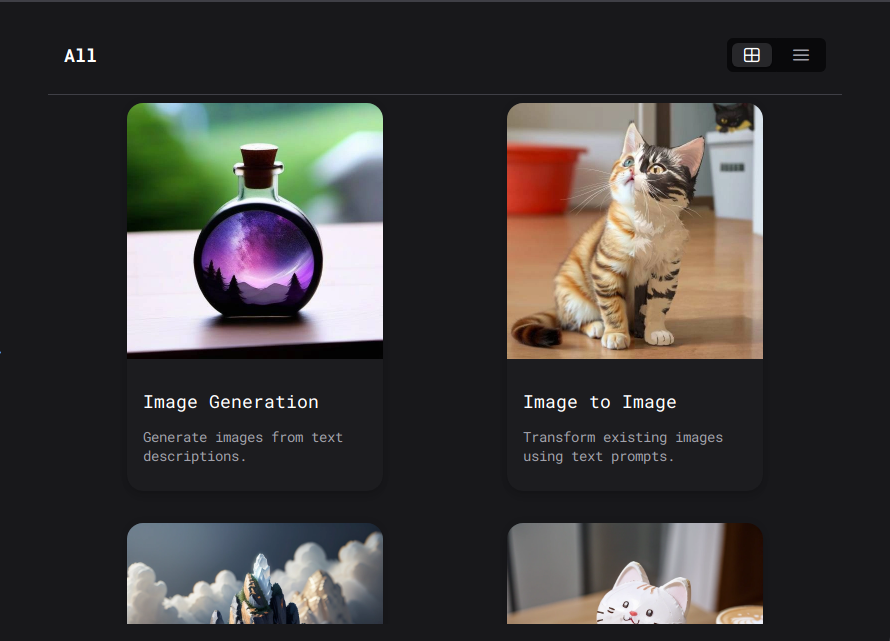 All
Image Generation
Generate images from text
descriptions.
Image to Image
Transform existing images
using text prompts.